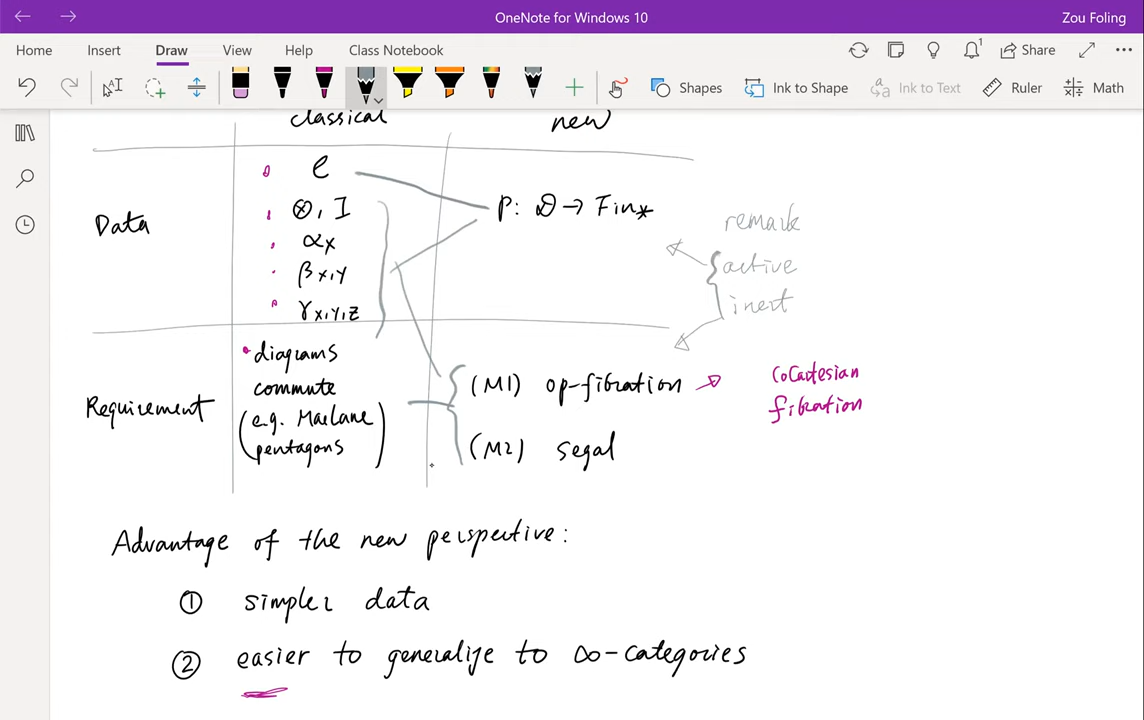 OneNote for Windows 10
Zou Foling
Home Insert Draw View Help Class Notebook
1
Share
Shapes Ink to Shape Ink to Text Ruler Math
classical new
Data
e
⊗, I
αx
βx,y
γx,y,z
P: D → Fin*
remark
active
inert
Requirement
diagrams
commute
(e.g. MacLane
pentagons)
(M1) op-fibration →
(M2) segal
CoCartesian
fibration
Advantage of the new perspective:
① simpler data
② easier to generalize to ∞-categories